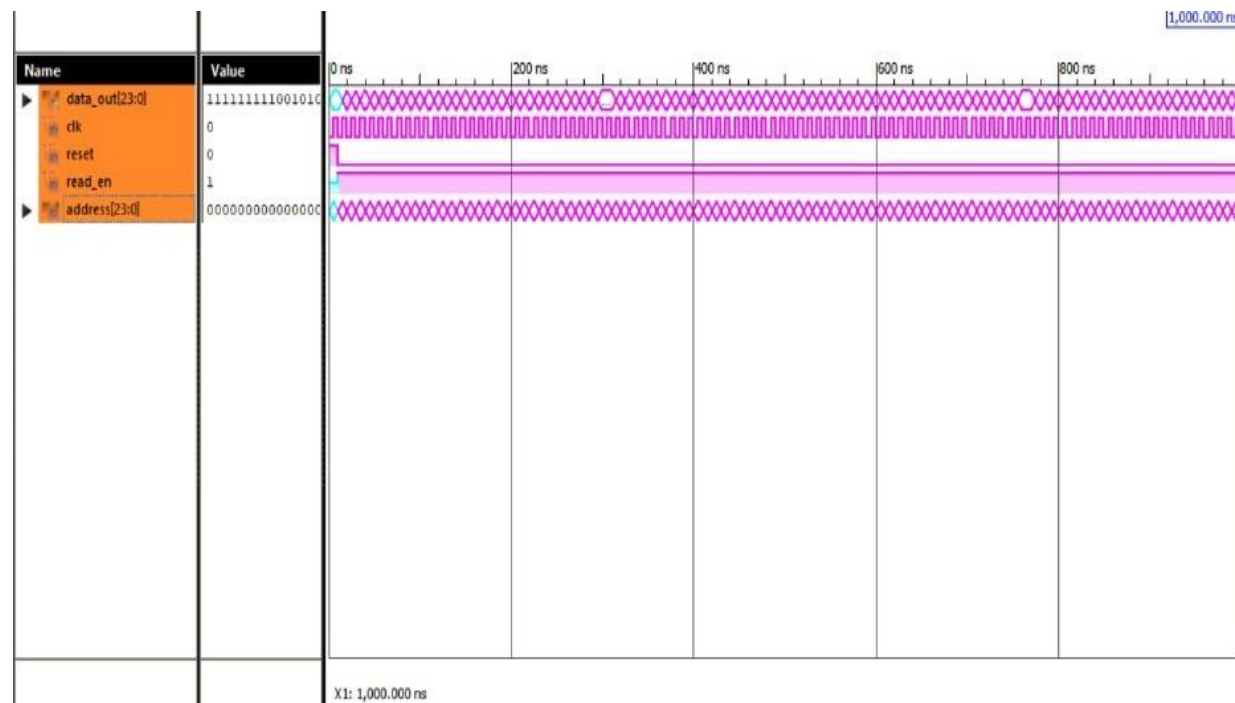 1,000.000 ns
Name Value 0 ns 200 ns 400 ns 600 ns 800 ns
data_out[23:0] 111111111001010
clk 0
reset 0
read_en 1
address[23:0] 000000000000000
X1: 1,000.000 ns